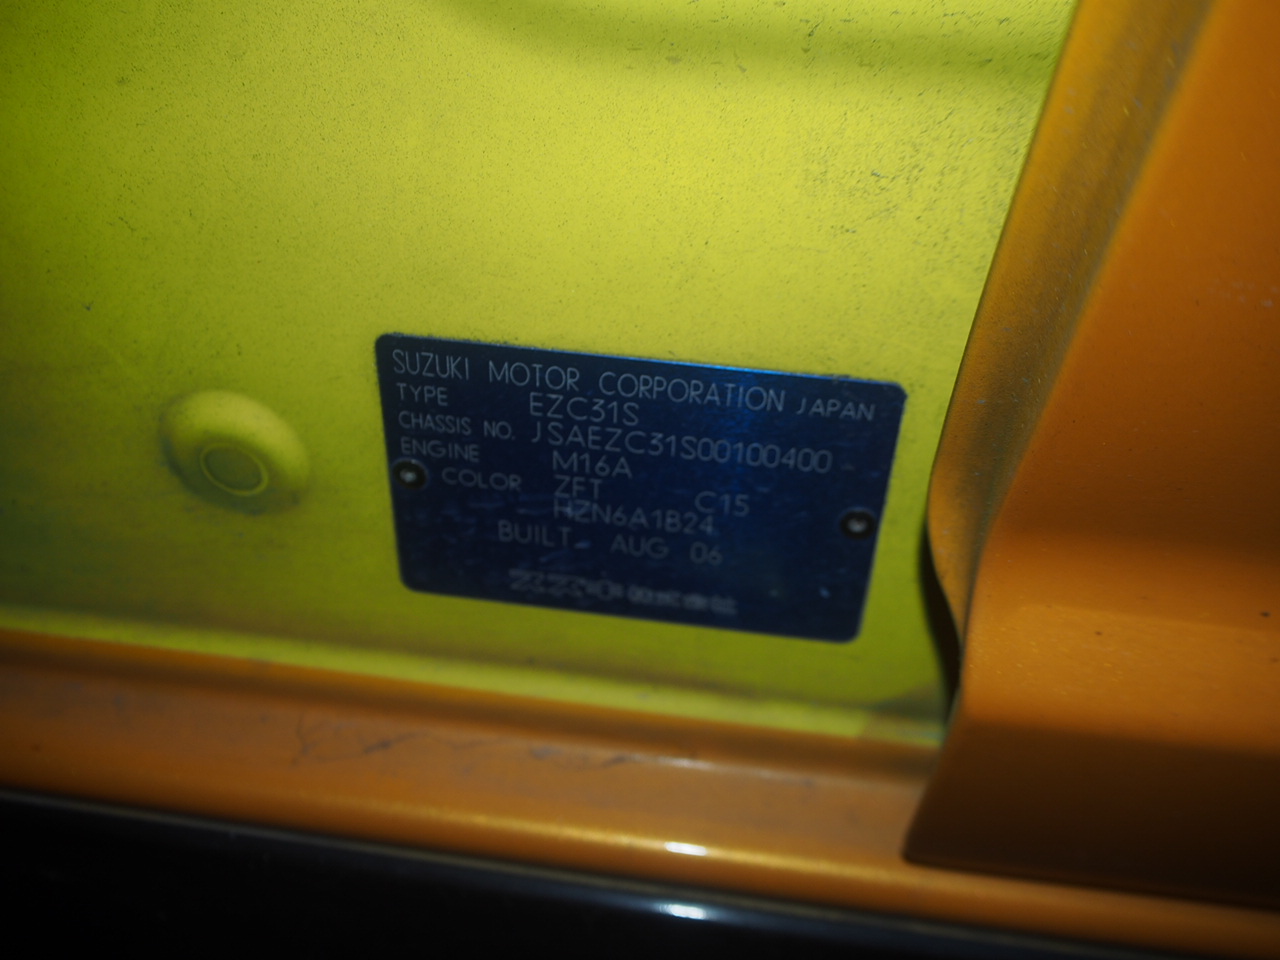 SUZUKI MOTOR CORPORATION JAPAN
TYPE EZC31S
CHASSIS NO. JSAEZC31S00100400
ENGINE M16A
COLOR ZFT C15
HZN6A1B24
BUILT AUG 06